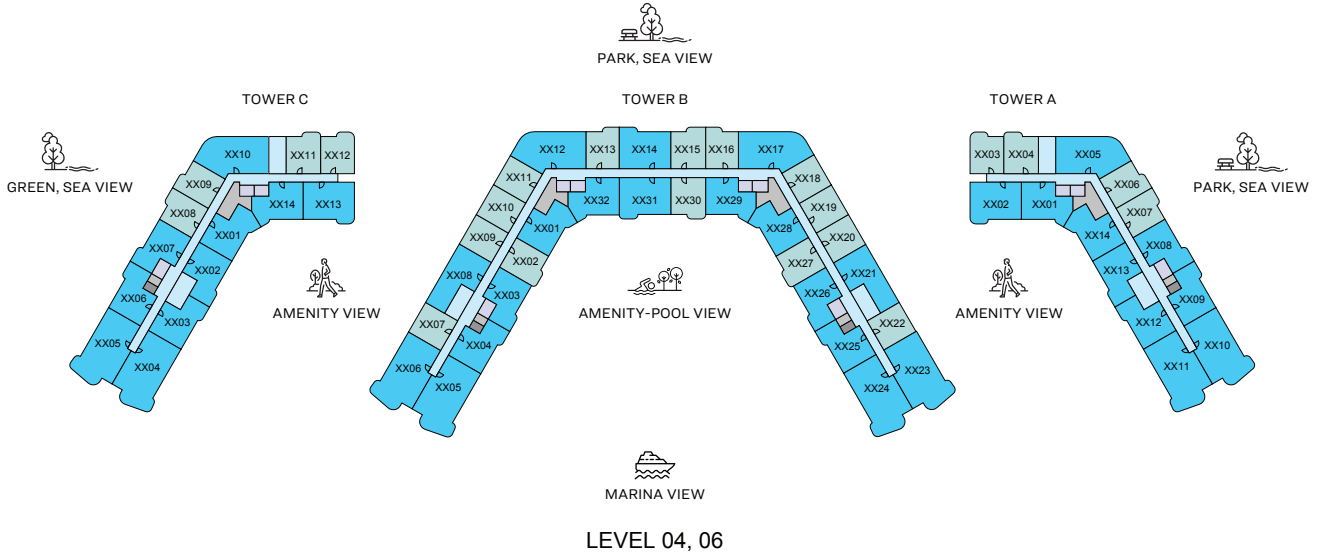 PARK, SEA VIEW
TOWER C
TOWER B
TOWER A
GREEN, SEA VIEW
PARK, SEA VIEW
XX10
XX11
XX12
XX09
XX08
XX14
XX13
XX01
XX07
XX02
XX06
XX03
XX05
XX04
AMENITY VIEW
XX12
XX13
XX14
XX15
XX16
XX17
XX11
XX18
XX10
XX32
XX31
XX30
XX29
XX19
XX09
XX01
XX28
XX20
XX02
XX27
XX08
XX21
XX03
XX26
XX07
XX22
XX04
XX25
XX06
XX23
XX05
XX24
AMENITY-POOL VIEW
XX03
XX04
XX05
XX06
XX02
XX01
XX07
XX14
XX08
XX13
XX09
XX12
XX10
XX11
AMENITY VIEW
MARINA VIEW
LEVEL 04, 06